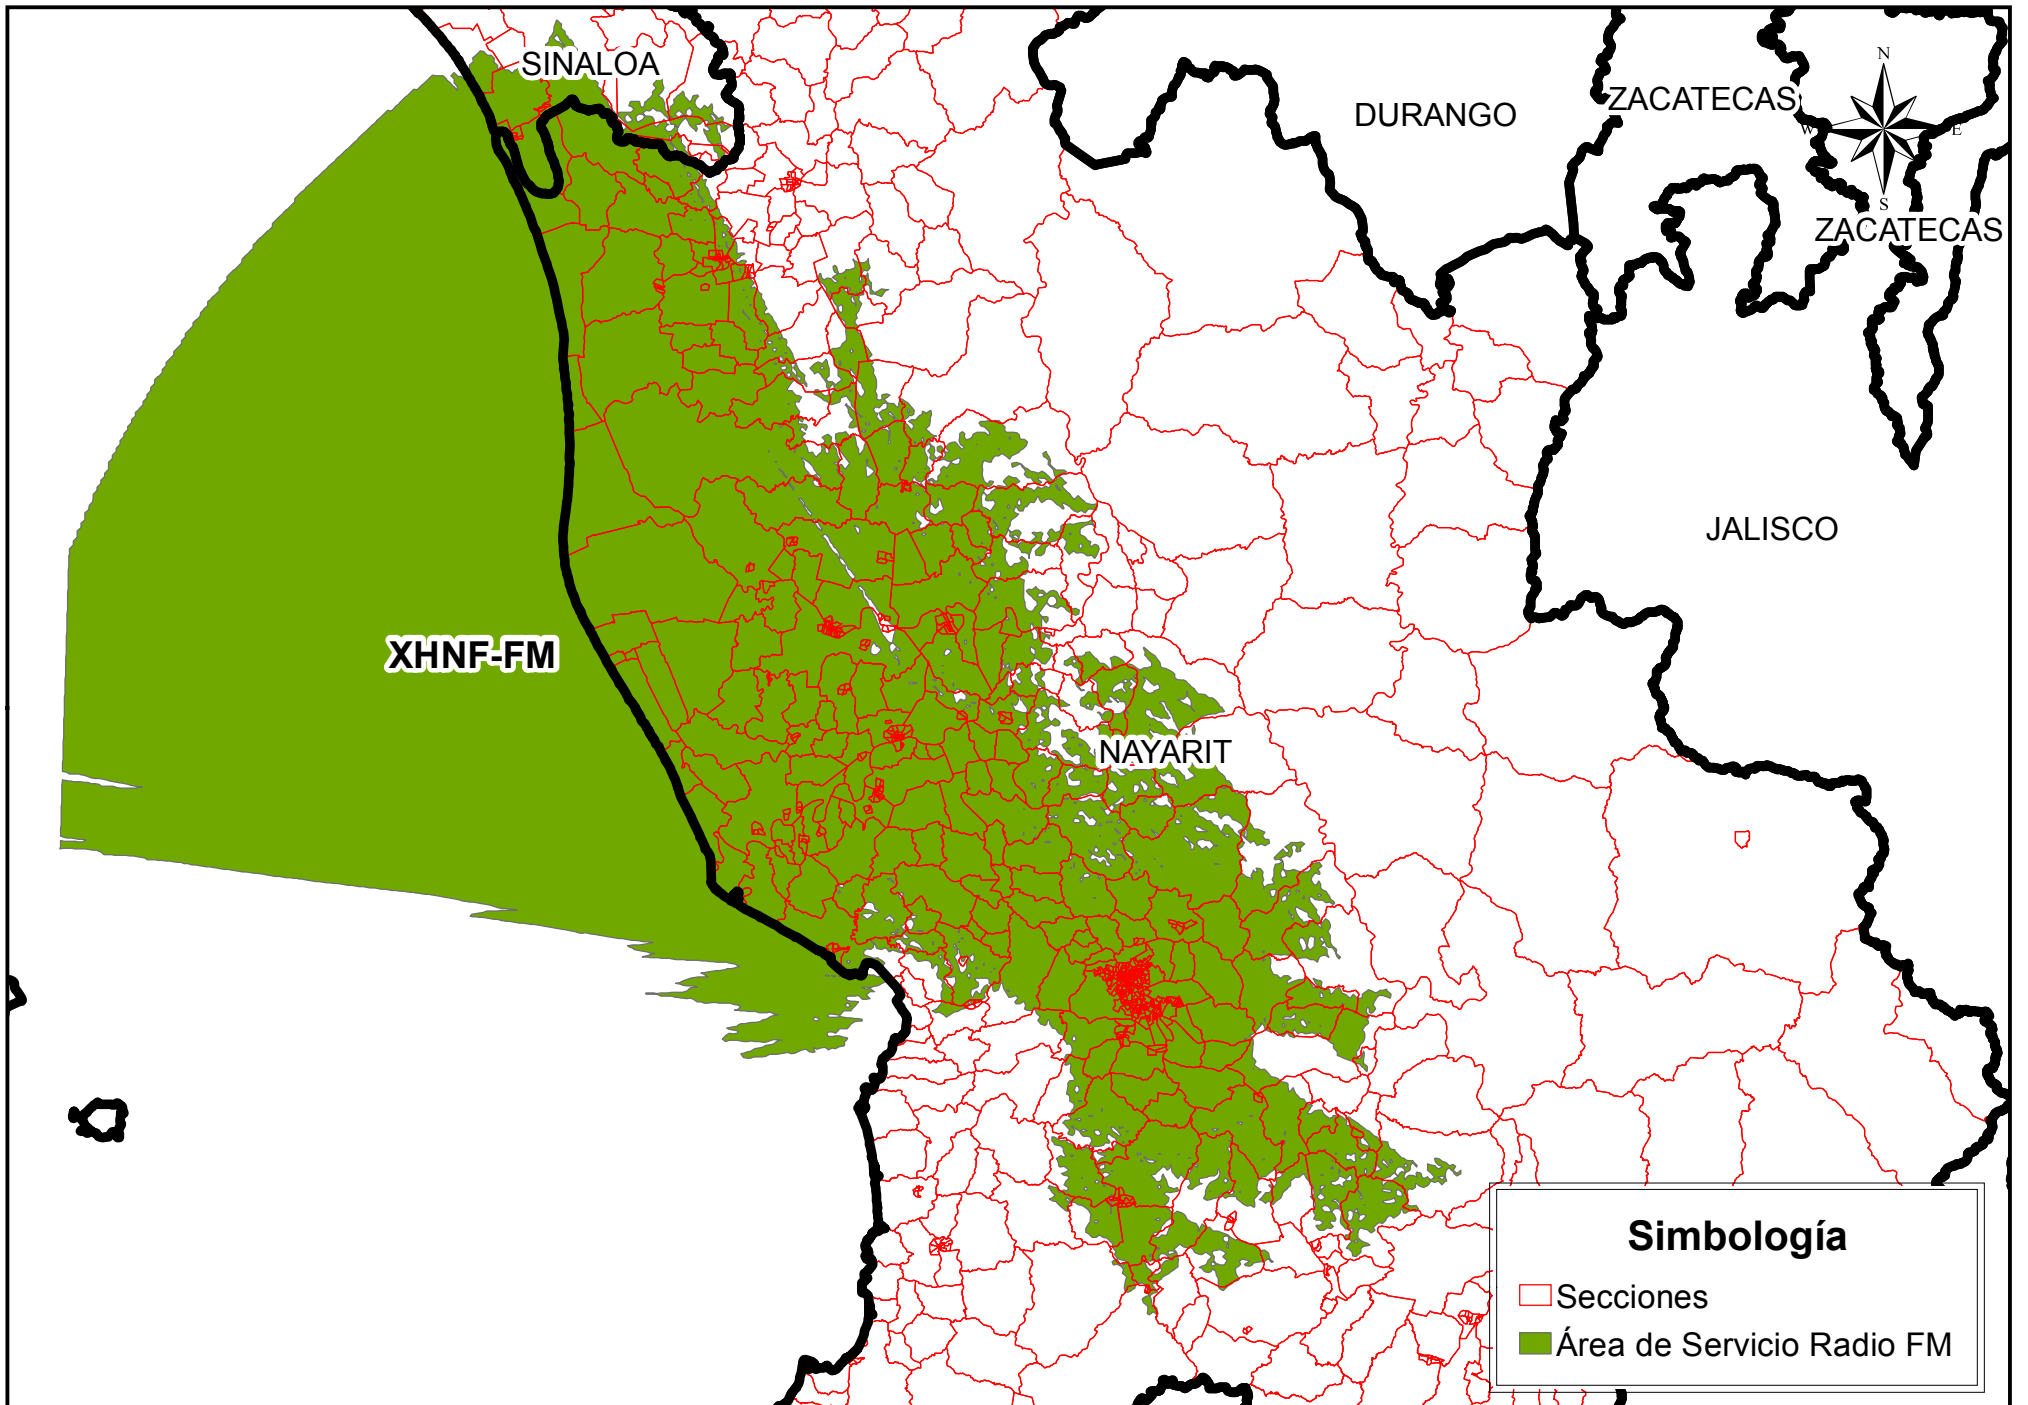 SINALOA
DURANGO
ZACATECAS
N
W
E
S
ZACATECAS
JALISCO
XHNF-FM
NAYARIT
Simbología
Secciones
Área de Servicio Radio FM